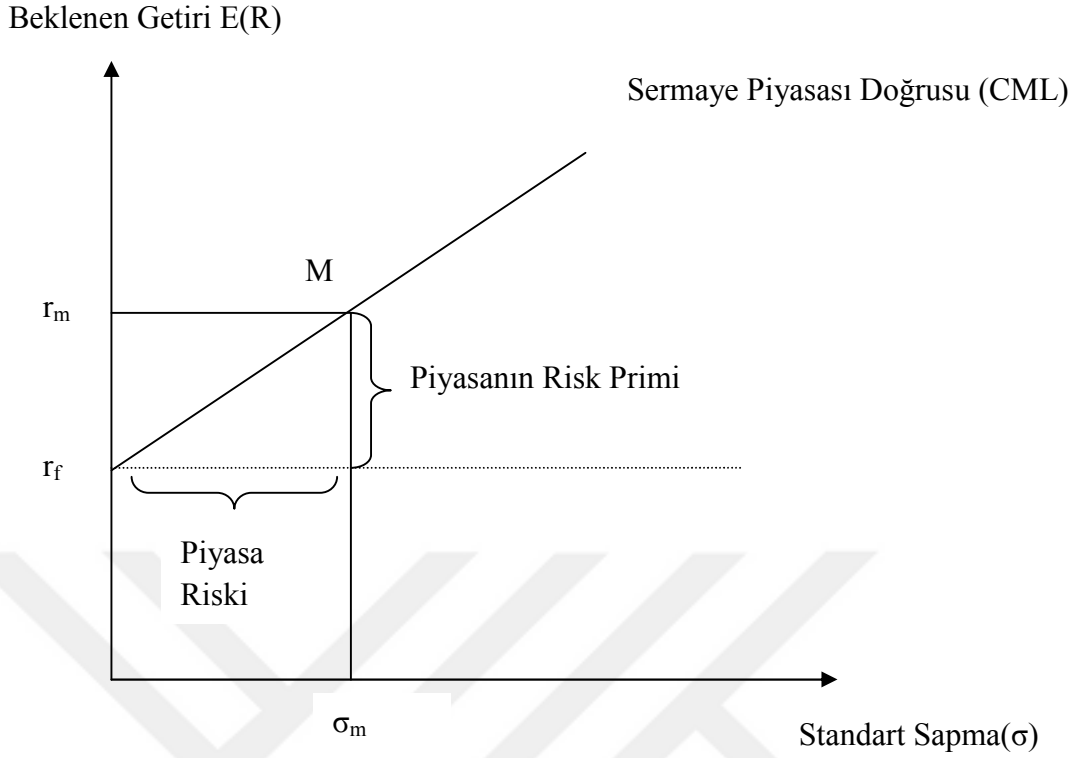 Beklenen Getiri E(R)
Sermaye Piyasası Doğrusu (CML)
M
rm
Piyasanın Risk Primi
rf
Piyasa
Riski
σm
Standart Sapma(σ)